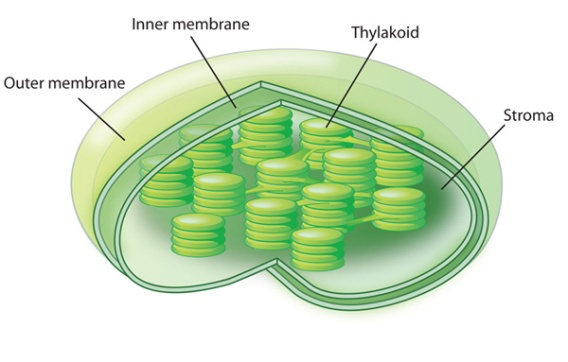 Inner membrane
Thylakoid
Outer membrane
Stroma